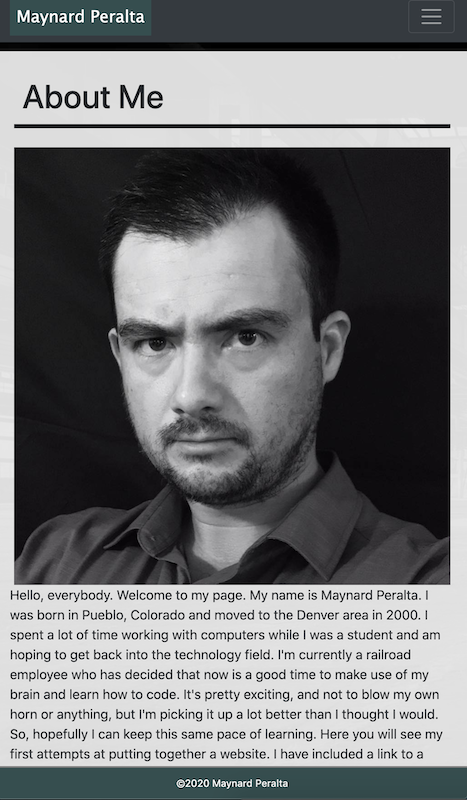 Maynard Peralta
About Me
Hello, everybody. Welcome to my page. My name is Maynard Peralta. I
was born in Pueblo, Colorado and moved to the Denver area in 2000. I
spent a lot of time working with computers while I was a student and am
hoping to get back into the technology field. I'm currently a railroad
employee who has decided that now is a good time to make use of my
brain and learn how to code. It's pretty exciting, and not to blow my own
horn or anything, but I'm picking it up a lot better than I thought I would.
So, hopefully I can keep this same pace of learning. Here you will see my
first attempts at putting together a website. I have included a link to a
©2020 Maynard Peralta